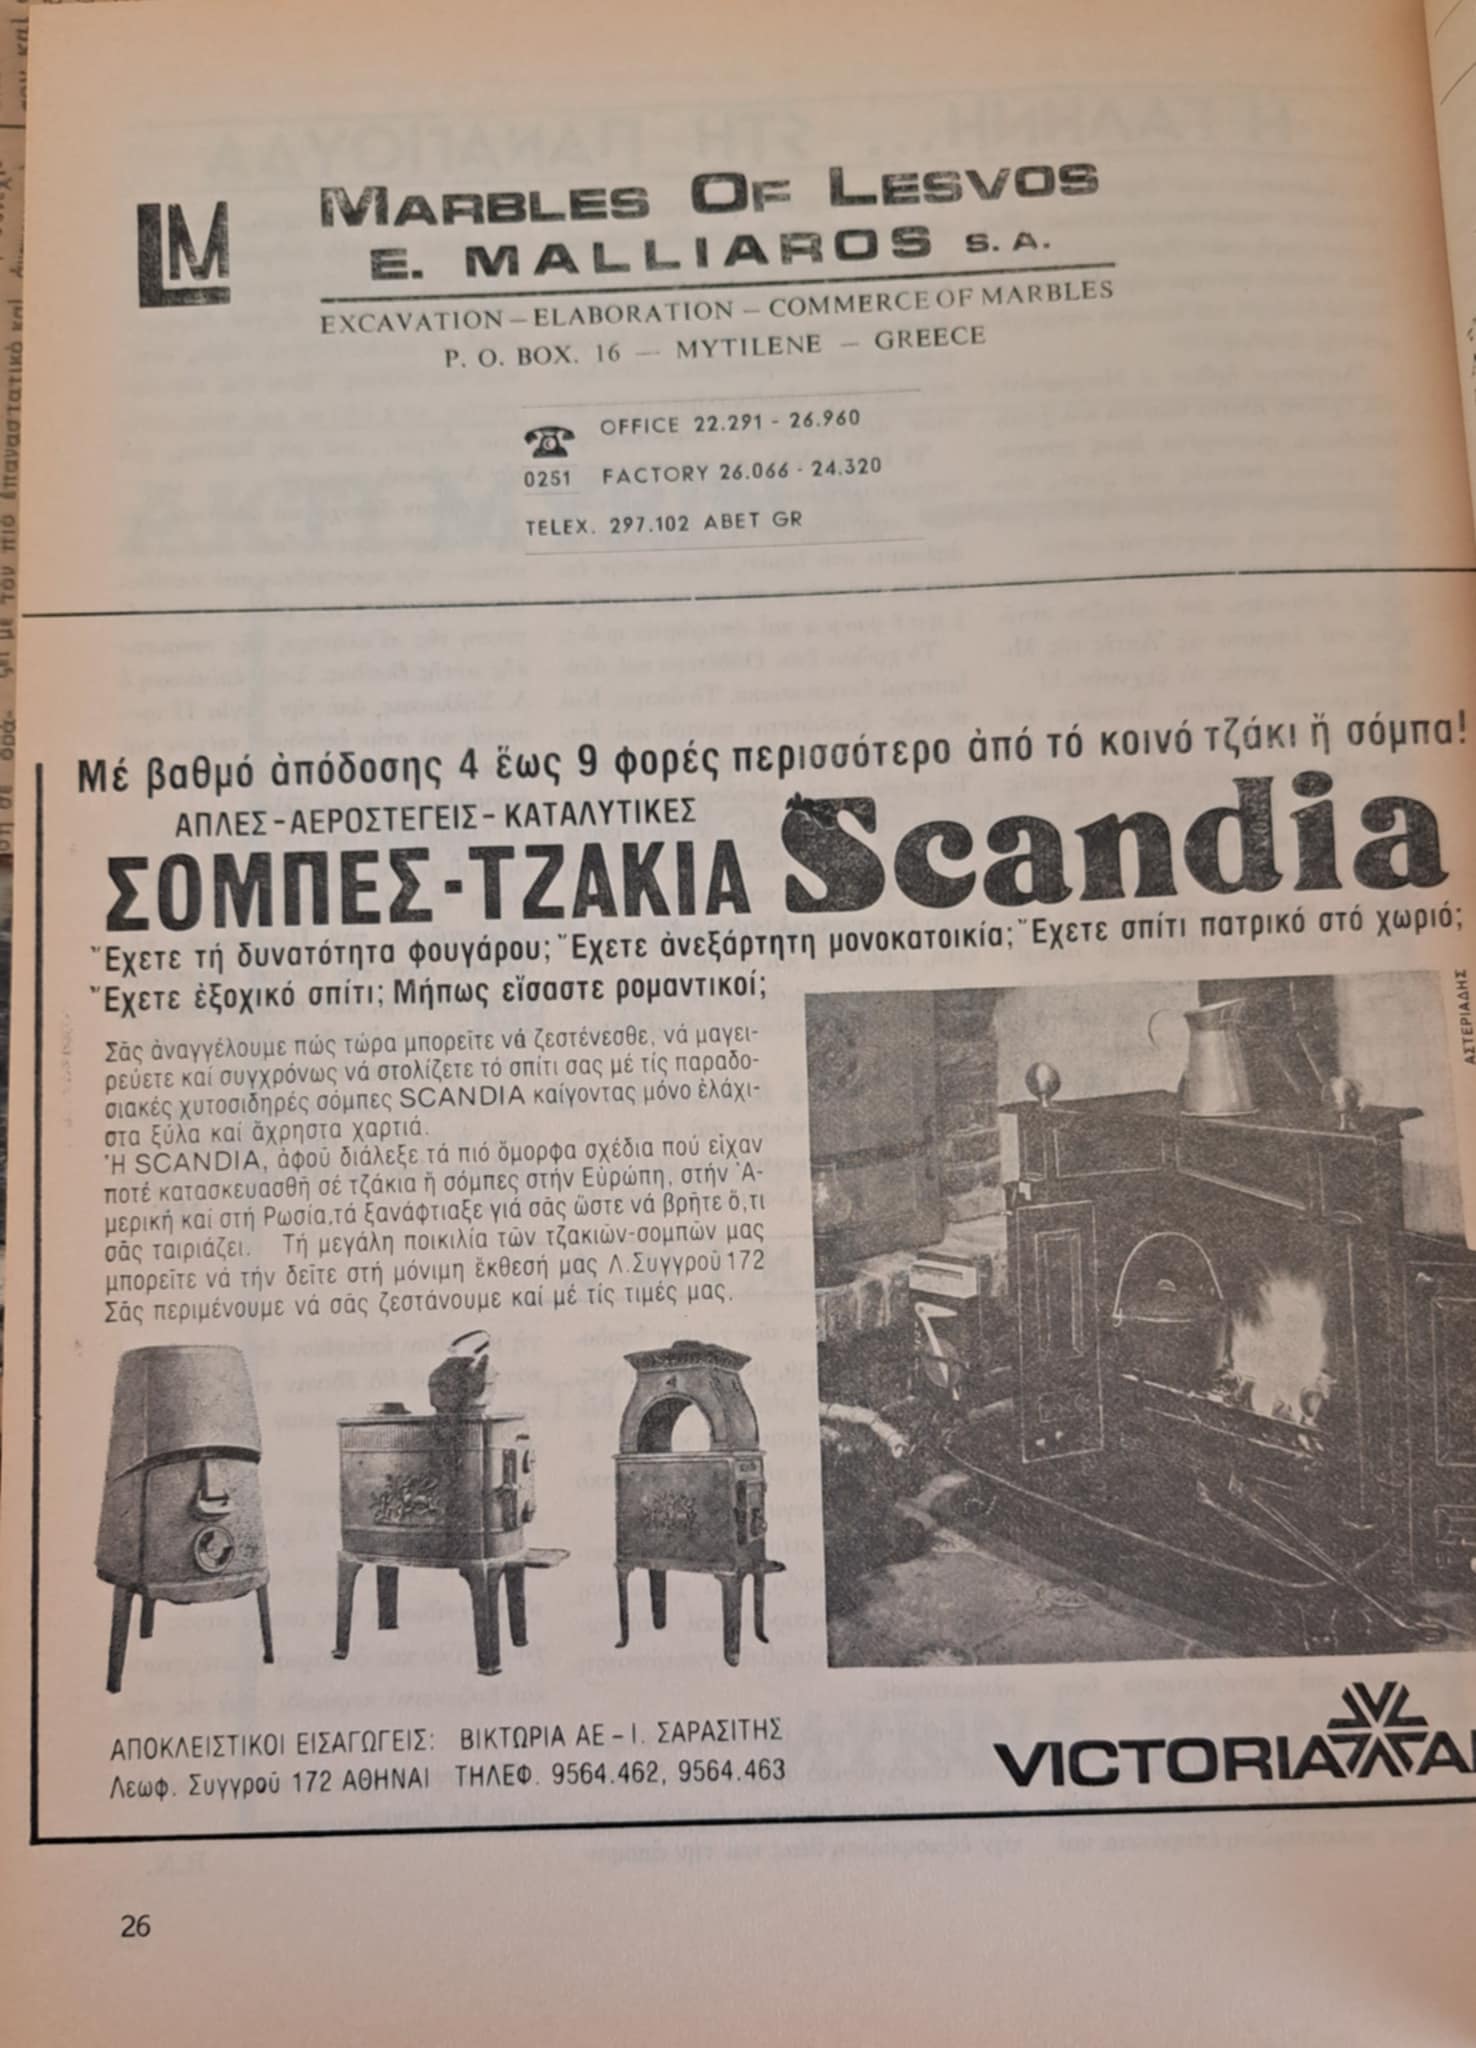 LM
MARBLES OF LESVOS
E. MALLIAROS S.A.
EXCAVATION – ELABORATION – COMMERCE OF MARBLES
P. O. BOX. 16 — MYTILENE — GREECE
OFFICE 22.291 - 26.960
0251 FACTORY 26.066 - 24.320
TELEX. 297.102 ABET GR
Μέ βαθμό ἀπόδοσης 4 ἕως 9 φορές περισσότερο ἀπό τό κοινό τζάκι ἤ σόμπα!
ΑΠΛΕΣ-ΑΕΡΟΣΤΕΓΕΙΣ-ΚΑΤΑΛΥΤΙΚΕΣ
ΣΟΜΠΕΣ-ΤΖΑΚΙΑ Scandia
Ἔχετε τή δυνατότητα φουγάρου; Ἔχετε ἀνεξάρτητη μονοκατοικία; Ἔχετε σπίτι πατρικό στό χωριό;
Ἔχετε ἐξοχικό σπίτι; Μήπως εἴσαστε ρομαντικοί;
ΑΣΤΕΡΙΑΔΗΣ
Σᾶς ἀναγγέλουμε πώς τώρα μπορεῖτε νά ζεστένεσθε, νά μαγει-
ρεύετε καί συγχρόνως νά στολίζετε τό σπίτι σας μέ τίς παραδο-
σιακές χυτοσιδηρές σόμπες SCANDIA καίγοντας μόνο ἐλάχι-
στα ξύλα καί ἄχρηστα χαρτιά.
Ἡ SCANDIA, ἀφοῦ διάλεξε τά πιό ὄμορφα σχέδια πού εἶχαν
ποτέ κατασκευασθῆ σέ τζάκια ἤ σόμπες στήν Εὐρώπη, στήν Ἀ-
μερική καί στή Ρωσία, τά ξανάφτιαξε γιά σᾶς ὥστε νά βρῆτε ὅ,τι
σᾶς ταιριάζει. Τή μεγάλη ποικιλία τῶν τζακιῶν-σομπῶν μας
μπορεῖτε νά τήν δεῖτε στή μόνιμη ἔκθεσή μας Λ.Συγγροῦ 172
Σᾶς περιμένουμε νά σᾶς ζεστάνουμε καί μέ τίς τιμές μας.
ΑΠΟΚΛΕΙΣΤΙΚΟΙ ΕΙΣΑΓΩΓΕΙΣ: ΒΙΚΤΩΡΙΑ ΑΕ – Ι. ΣΑΡΑΣΙΤΗΣ
Λεωφ. Συγγροῦ 172 ΑΘΗΝΑΙ ΤΗΛΕΦ. 9564.462, 9564.463
VICTORIA
26